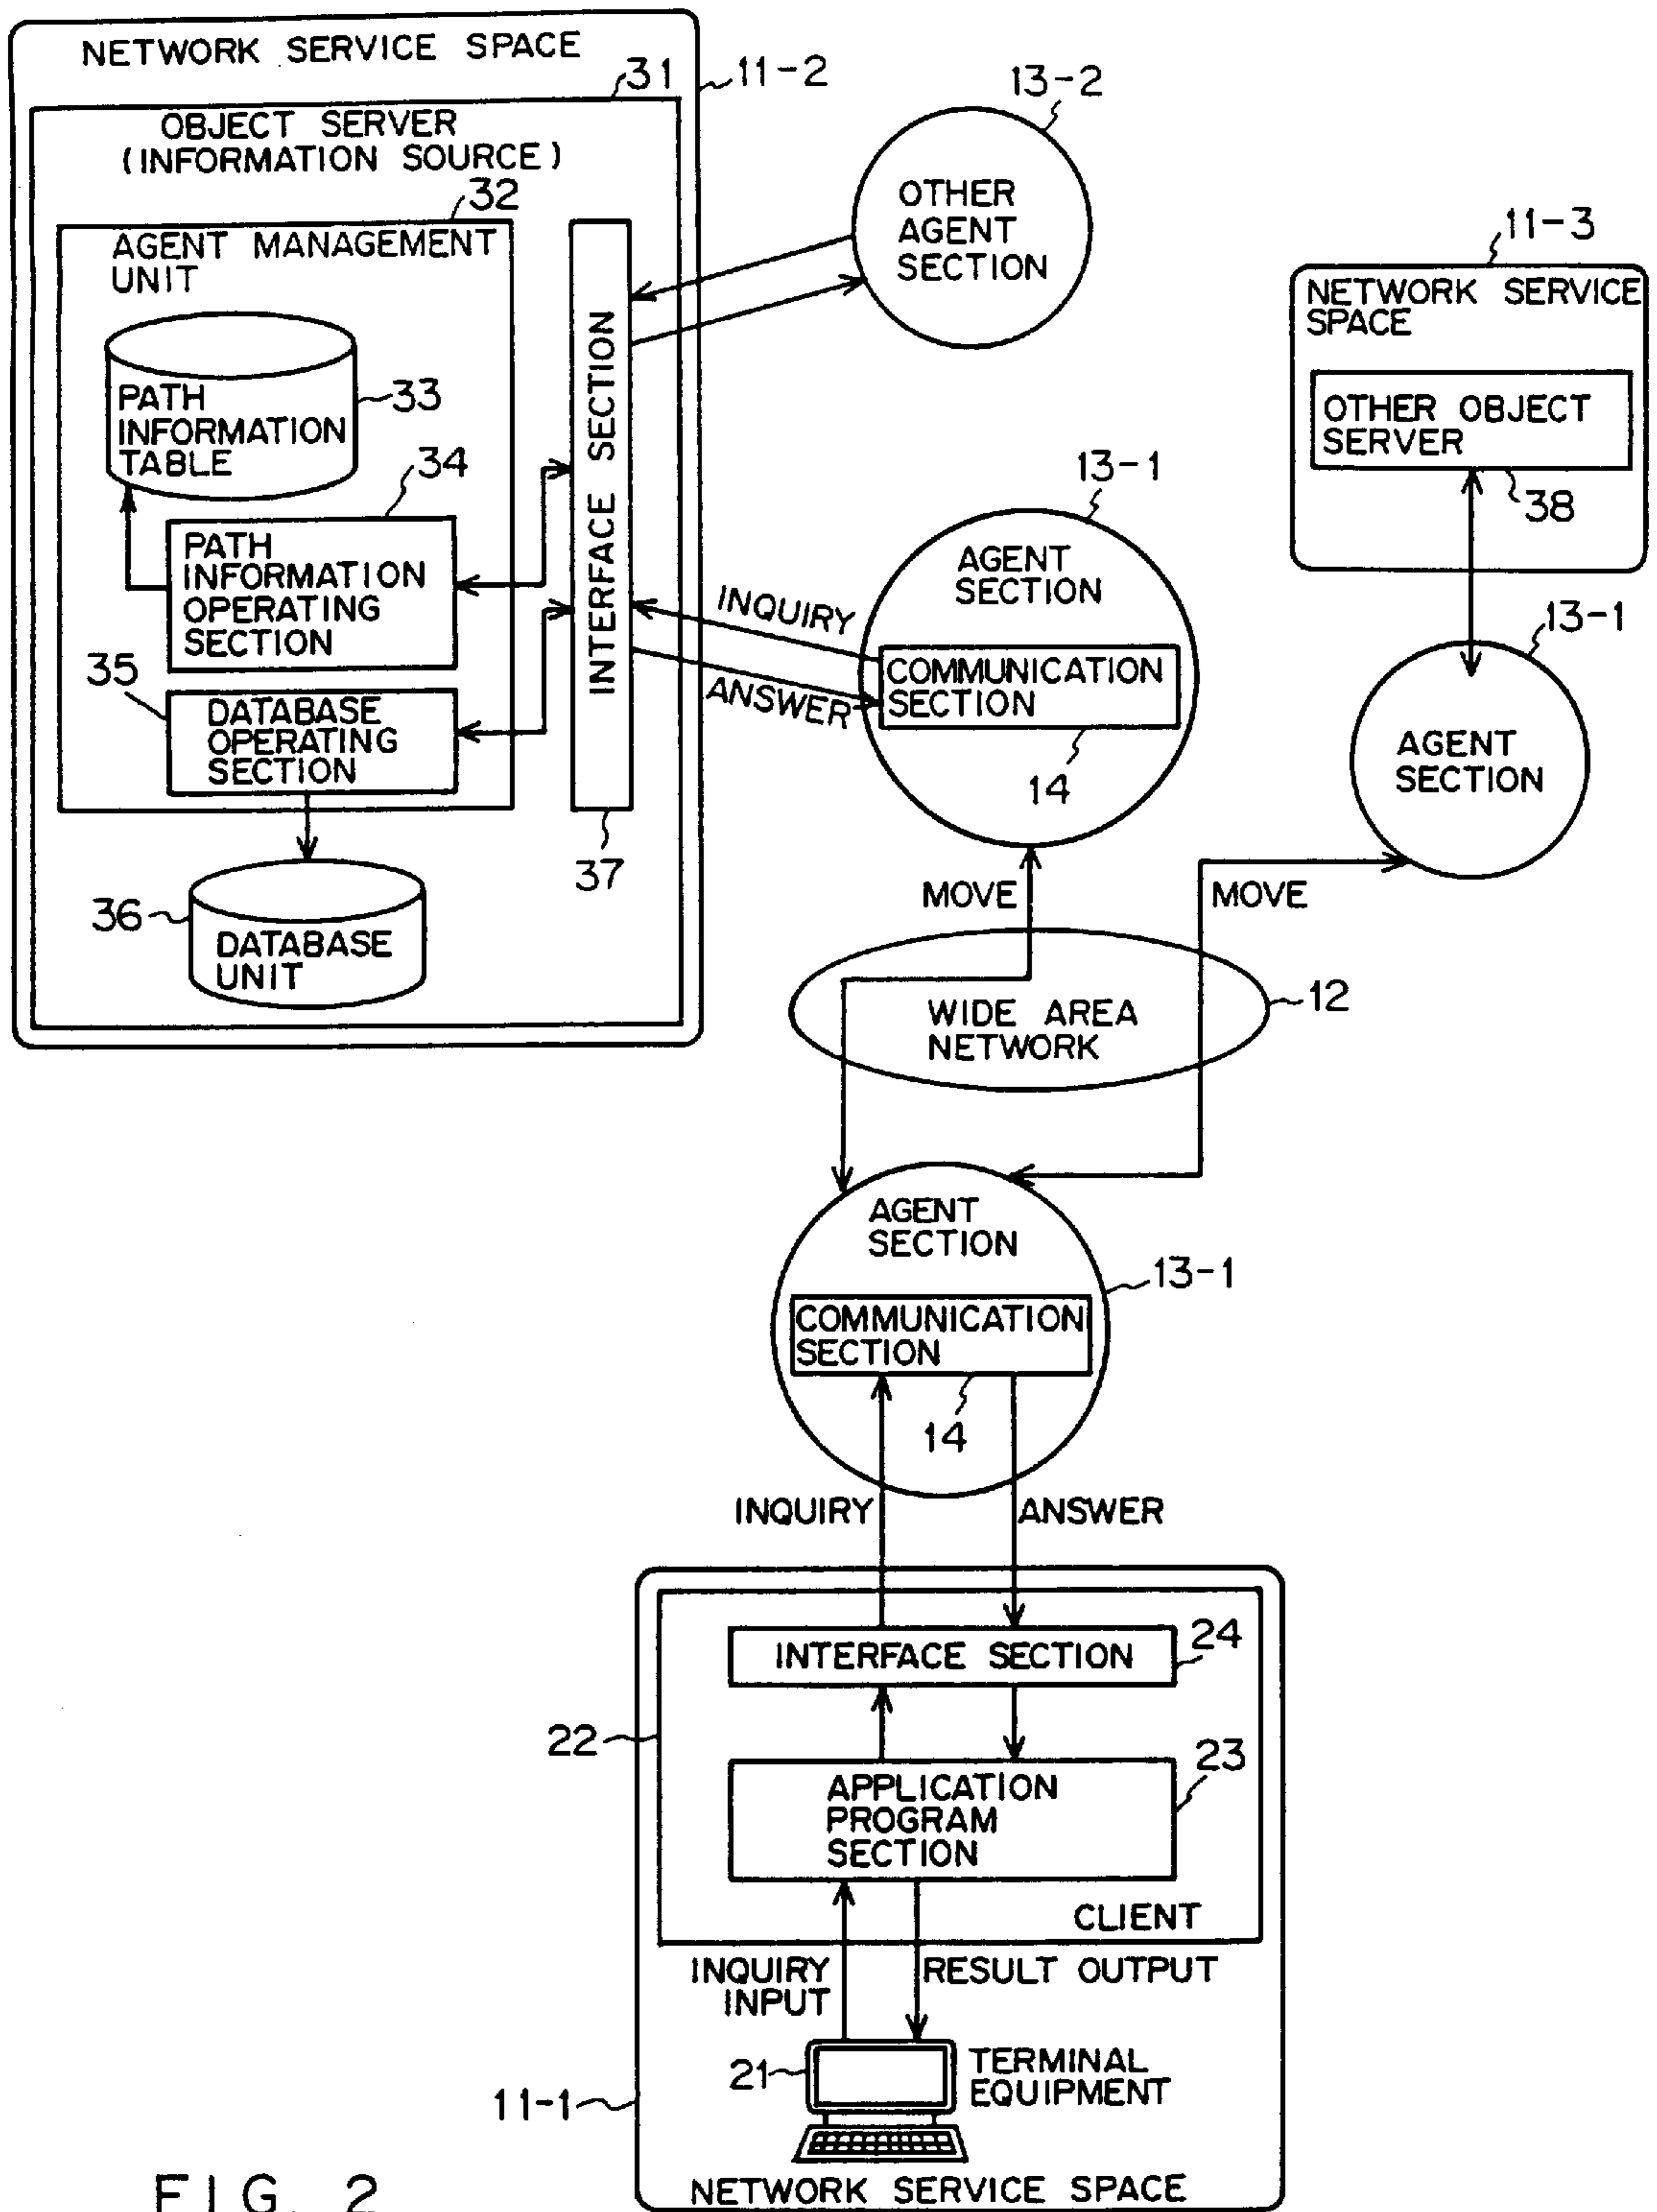 NETWORK SERVICE SPACE
11-2
31
OBJECT SERVER
(INFORMATION SOURCE)
32
AGENT MANAGEMENT
UNIT
PATH
INFORMATION
TABLE
33
34
PATH
INFORMATION
OPERATING
SECTION
35
DATABASE
OPERATING
SECTION
36
DATABASE
UNIT
INTERFACE SECTION
37
13-2
OTHER
AGENT
SECTION
11-3
NETWORK SERVICE
SPACE
OTHER OBJECT
SERVER
38
13-1
AGENT
SECTION
INQUIRY
ANSWER
COMMUNICATION
SECTION
14
13-1
AGENT
SECTION
MOVE
MOVE
WIDE AREA
NETWORK
12
AGENT
SECTION
13-1
COMMUNICATION
SECTION
14
INQUIRY
ANSWER
INTERFACE SECTION
24
22
APPLICATION
PROGRAM
SECTION
23
CLIENT
INQUIRY
INPUT
RESULT OUTPUT
21
TERMINAL
EQUIPMENT
11-1
NETWORK SERVICE SPACE
FIG. 2